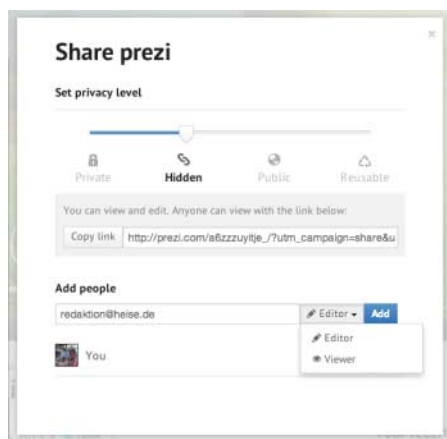 Share prezi
Set privacy level
Private Hidden Public Reusable
You can view and edit. Anyone can view with the link below:
Copy link http://prezi.com/a6zzzuyltje_/?utm_campaign=share&u
Add people
redaktion@heise.de Editor Add
You Editor
Viewer